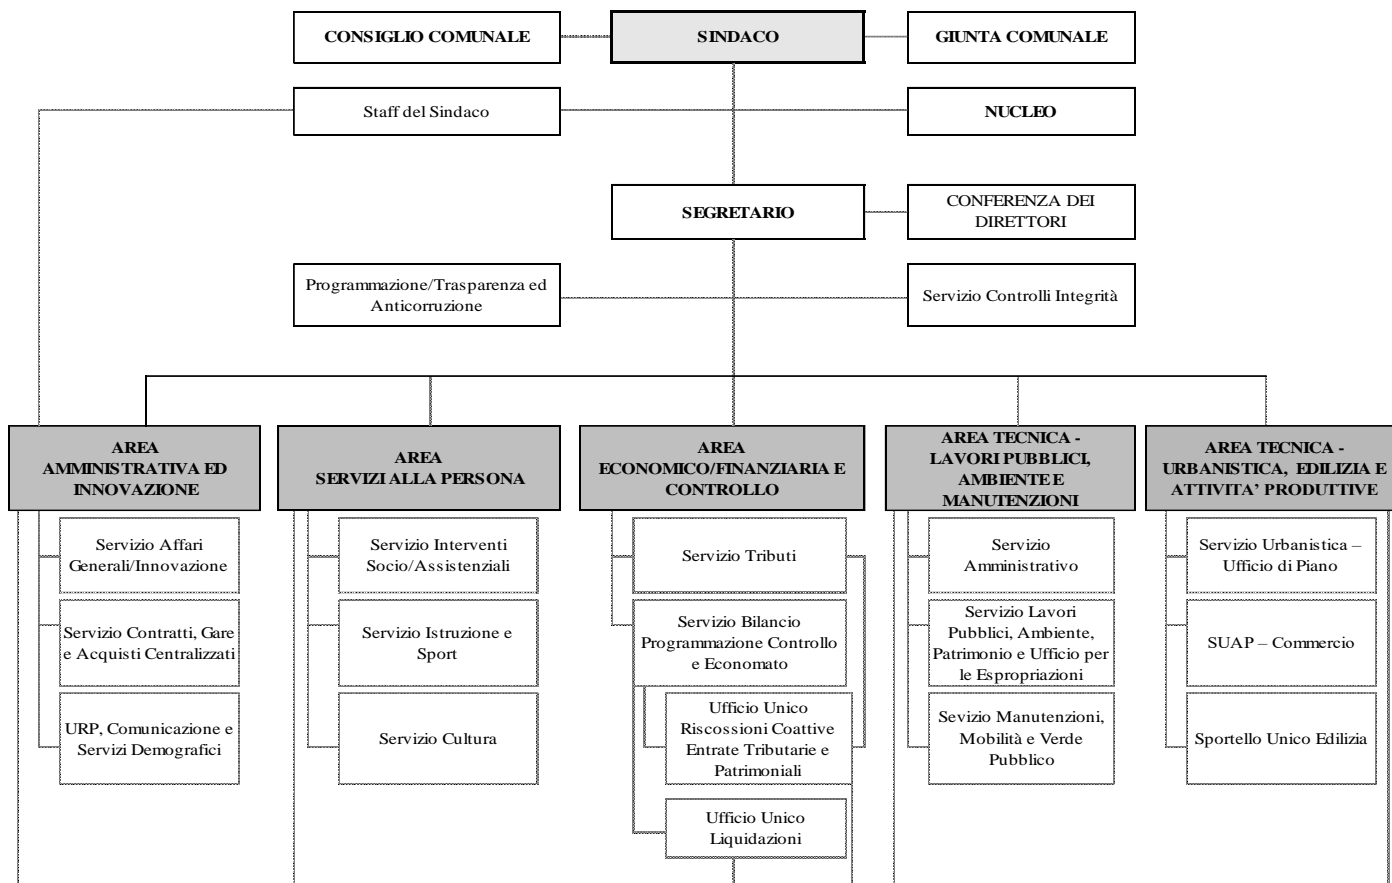 CONSIGLIO COMUNALE
SINDACO
GIUNTA COMUNALE
Staff del Sindaco
NUCLEO
SEGRETARIO
CONFERENZA DEI
DIRETTORI
Programmazione/Trasparenza ed
Anticorruzione
Servizio Controlli Integrità
AREA
AMMINISTRATIVA ED
INNOVAZIONE
AREA
SERVIZI ALLA PERSONA
AREA
ECONOMICO/FINANZIARIA E
CONTROLLO
AREA TECNICA -
LAVORI PUBBLICI,
AMBIENTE E
MANUTENZIONI
AREA TECNICA -
URBANISTICA, EDILIZIA E
ATTIVITA’ PRODUTTIVE
Servizio Affari
Generali/Innovazione
Servizio Interventi
Socio/Assistenziali
Servizio Tributi
Servizio
Amministrativo
Servizio Urbanistica –
Ufficio di Piano
Servizio Contratti, Gare
e Acquisti Centralizzati
Servizio Istruzione e
Sport
Servizio Bilancio
Programmazione Controllo
e Economato
Servizio Lavori
Pubblici, Ambiente,
Patrimonio e Ufficio per
le Espropriazioni
SUAP – Commercio
URP, Comunicazione e
Servizi Demografici
Servizio Cultura
Ufficio Unico
Riscossioni Coattive
Entrate Tributarie e
Patrimoniali
Sevizio Manutenzioni,
Mobilità e Verde
Pubblico
Sportello Unico Edilizia
Ufficio Unico
Liquidazioni